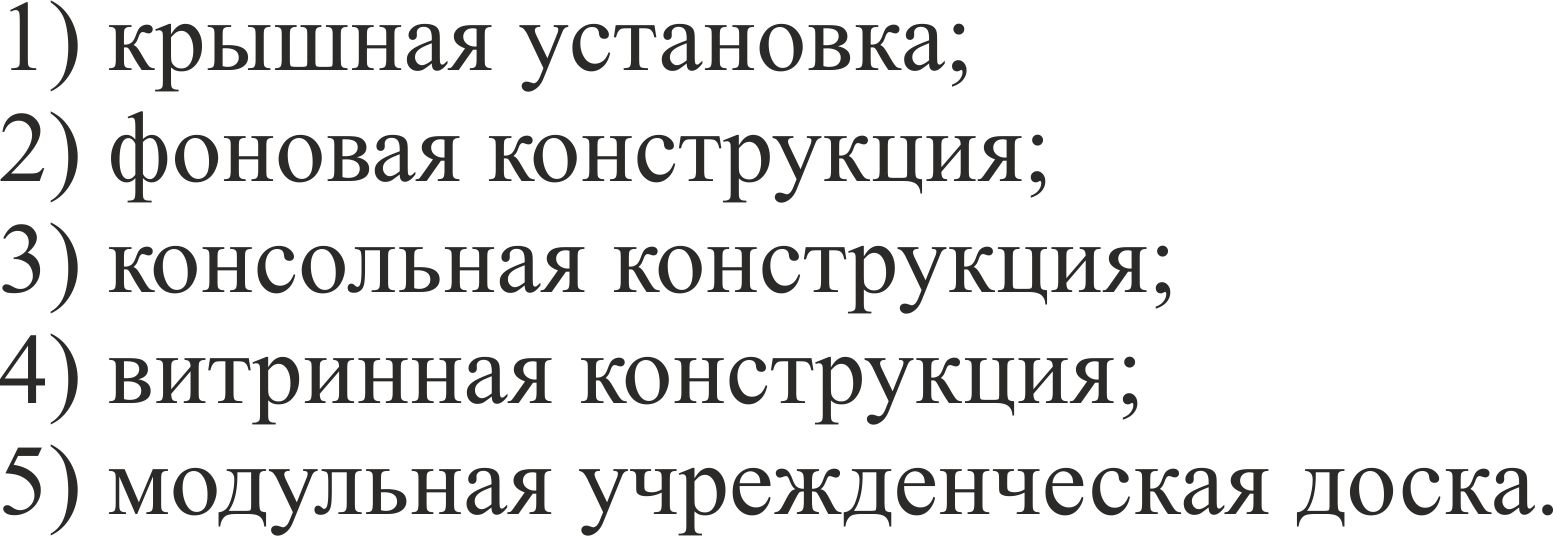 1) крышная установка;
2) фоновая конструкция;
3) консольная конструкция;
4) витринная конструкция;
5) модульная учрежденческая доска.